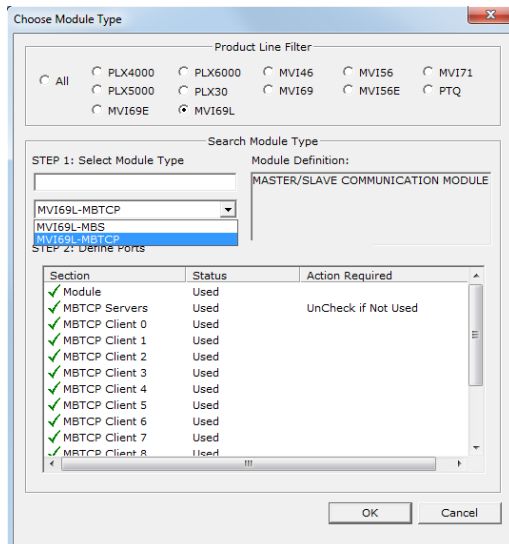 Choose Module Type
Product Line Filter
All
PLX4000 PLX6000 MVI46 MVI56 MVI71
PLX5000 PLX30 MVI69 MVI56E PTQ
MVI69E MVI69L
Search Module Type
STEP 1: Select Module Type Module Definition:
MASTER/SLAVE COMMUNICATION MODULE
MVI69L-MBTCP
MVI69L-MBS
MVI69L-MBTCP
STEP 2: Define Ports
Section Status Action Required
Module Used
MBTCP Servers Used UnCheck if Not Used
MBTCP Client 0 Used
MBTCP Client 1 Used
MBTCP Client 2 Used
MBTCP Client 3 Used
MBTCP Client 4 Used
MBTCP Client 5 Used
MBTCP Client 6 Used
MBTCP Client 7 Used
MBTCP Client 8 Used
OK Cancel